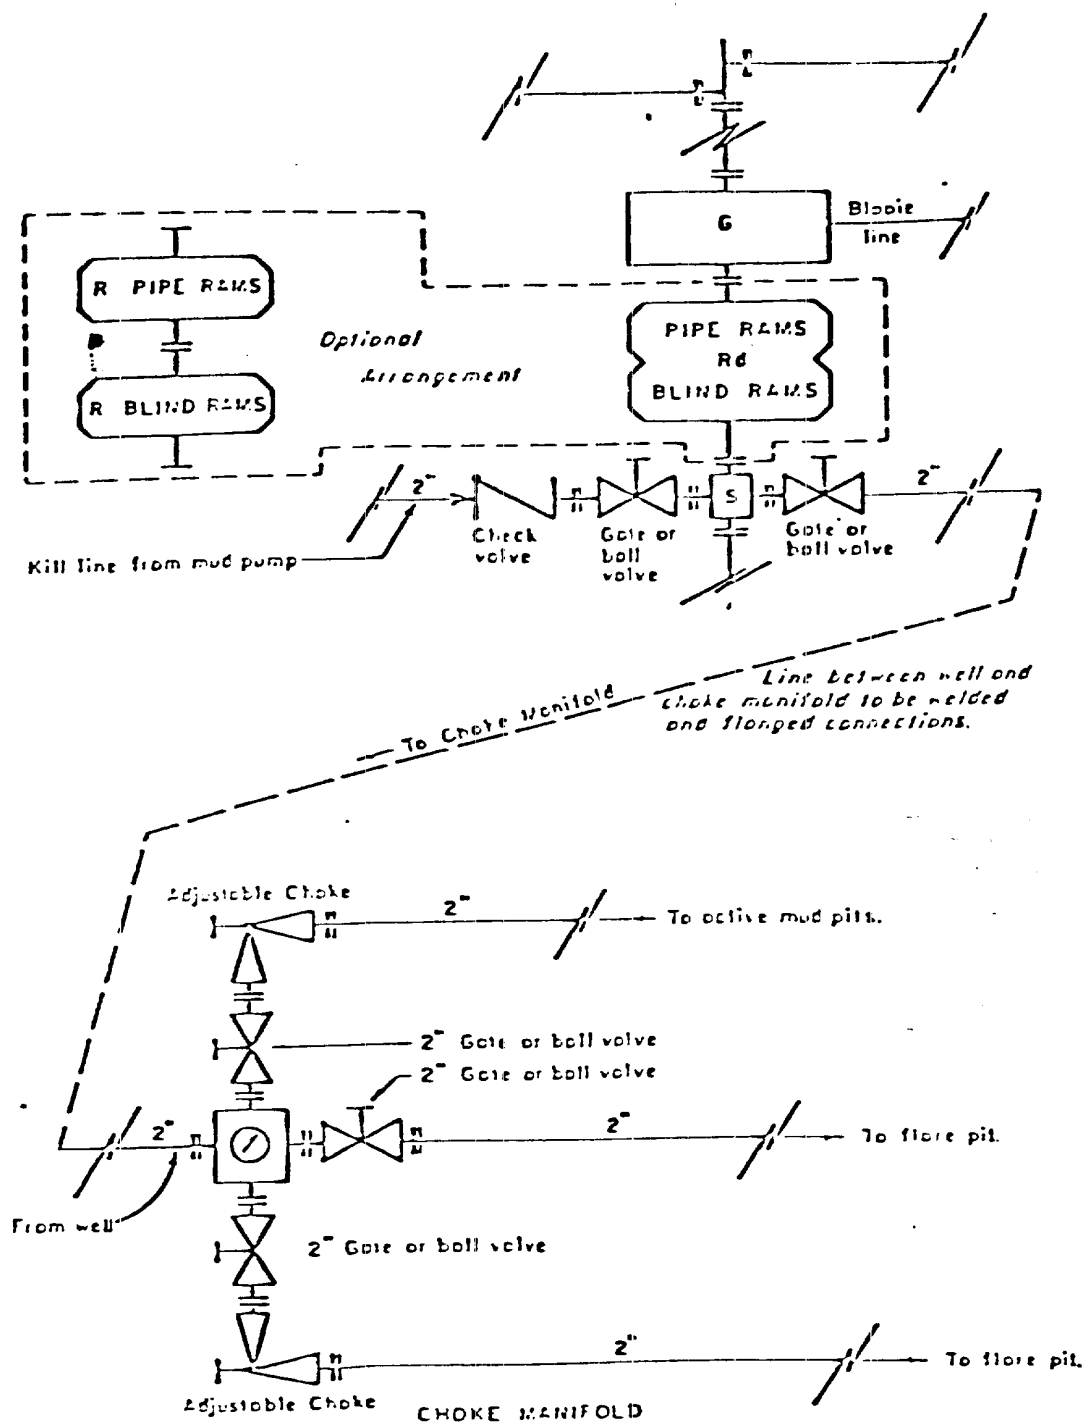 G
Blooie
line
R PIPE RAMS
Optional
Arrangement
R BLIND RAMS
PIPE RAMS
Rd
BLIND RAMS
2"
S
2"
Check
valve
Gate or
ball
valve
Gate or
ball valve
Kill line from mud pump
Line between well and
choke manifold to be welded
and flanged connections.
To Choke Manifold
Adjustable Choke
2"
To active mud pits.
2" Gate or ball valve
2" Gate or ball valve
2"
2"
To flare pit.
From well
2" Gate or ball valve
2"
To flare pit.
Adjustable Choke
CHOKE MANIFOLD